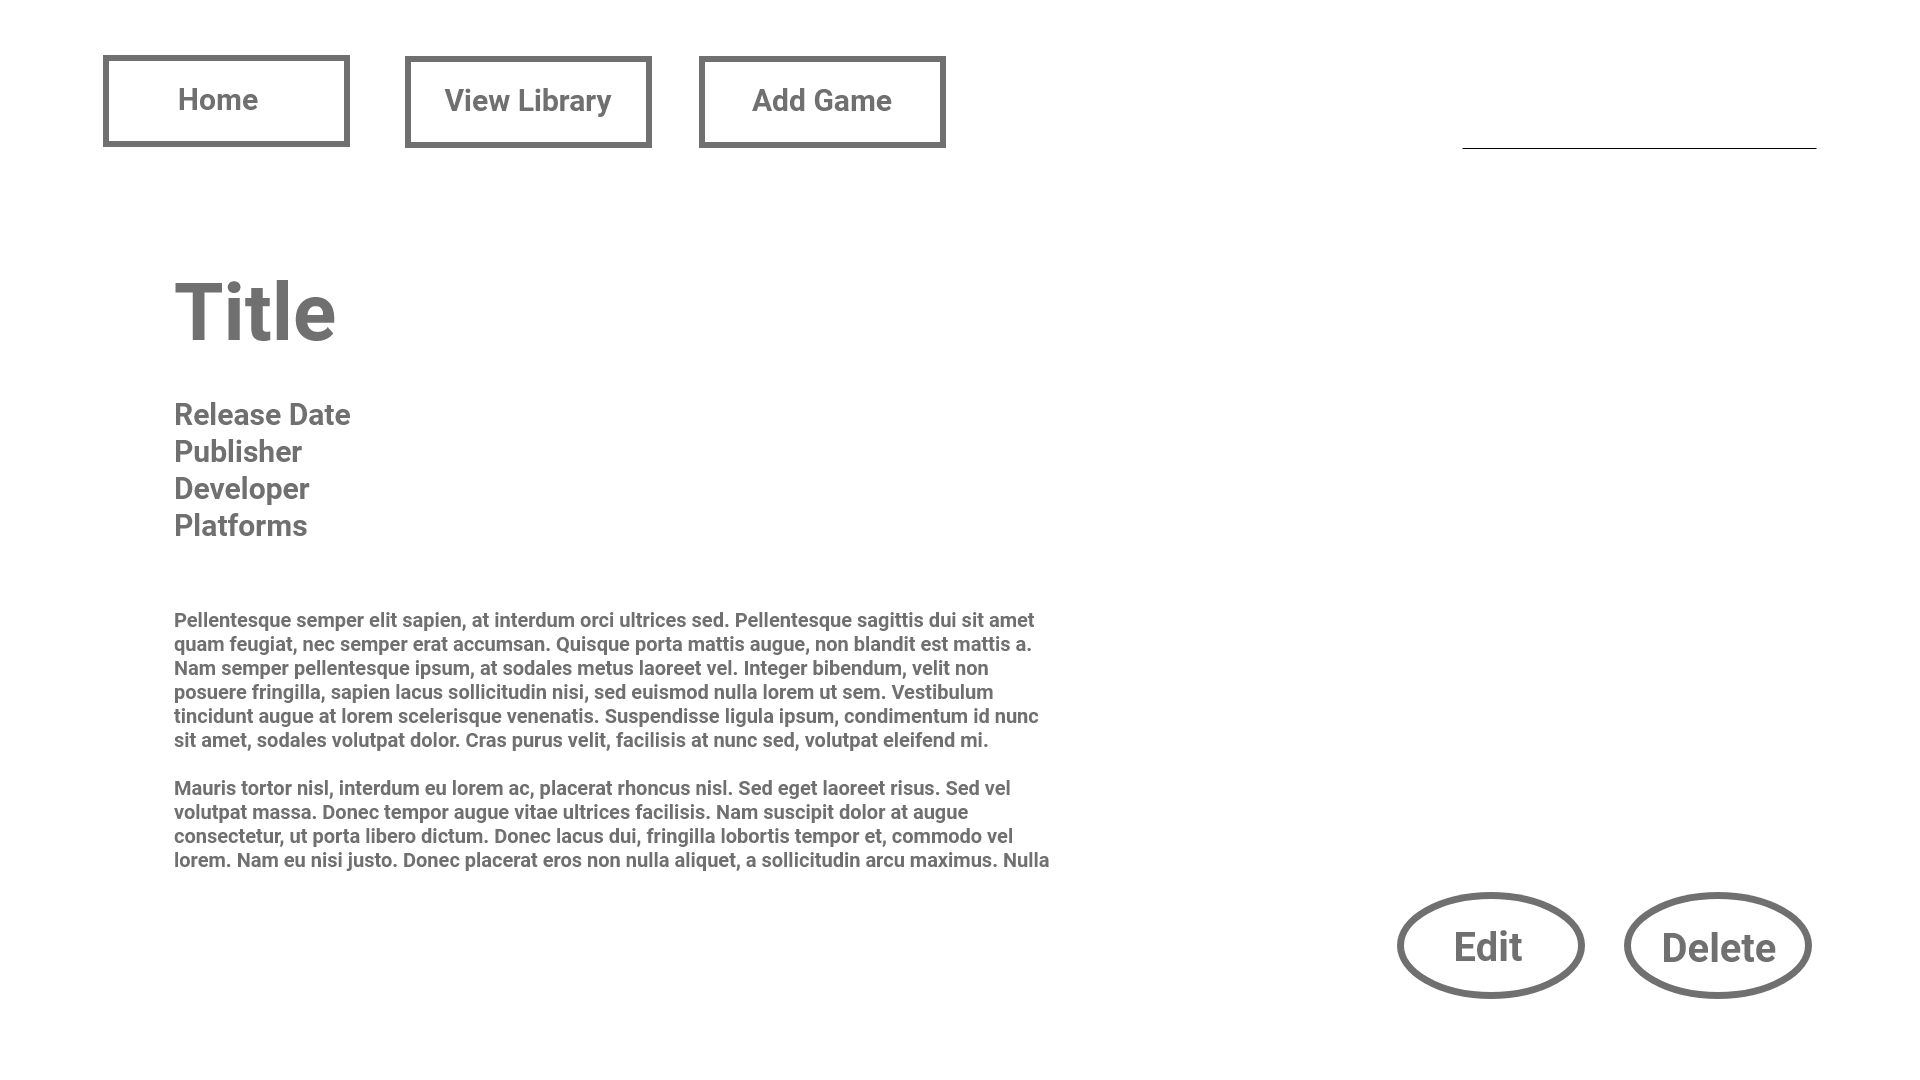 Home
View Library
Add Game
Title
Release Date
Publisher
Developer
Platforms
Pellentesque semper elit sapien, at interdum orci ultrices sed. Pellentesque sagittis dui sit amet
quam feugiat, nec semper erat accumsan. Quisque porta mattis augue, non blandit est mattis a.
Nam semper pellentesque ipsum, at sodales metus laoreet vel. Integer bibendum, velit non
posuere fringilla, sapien lacus sollicitudin nisi, sed euismod nulla lorem ut sem. Vestibulum
tincidunt augue at lorem scelerisque venenatis. Suspendisse ligula ipsum, condimentum id nunc
sit amet, sodales volutpat dolor. Cras purus velit, facilisis at nunc sed, volutpat eleifend mi.
Mauris tortor nisl, interdum eu lorem ac, placerat rhoncus nisl. Sed eget laoreet risus. Sed vel
volutpat massa. Donec tempor augue vitae ultrices facilisis. Nam suscipit dolor at augue
consectetur, ut porta libero dictum. Donec lacus dui, fringilla lobortis tempor et, commodo vel
lorem. Nam eu nisi justo. Donec placerat eros non nulla aliquet, a sollicitudin arcu maximus. Nulla
Edit
Delete